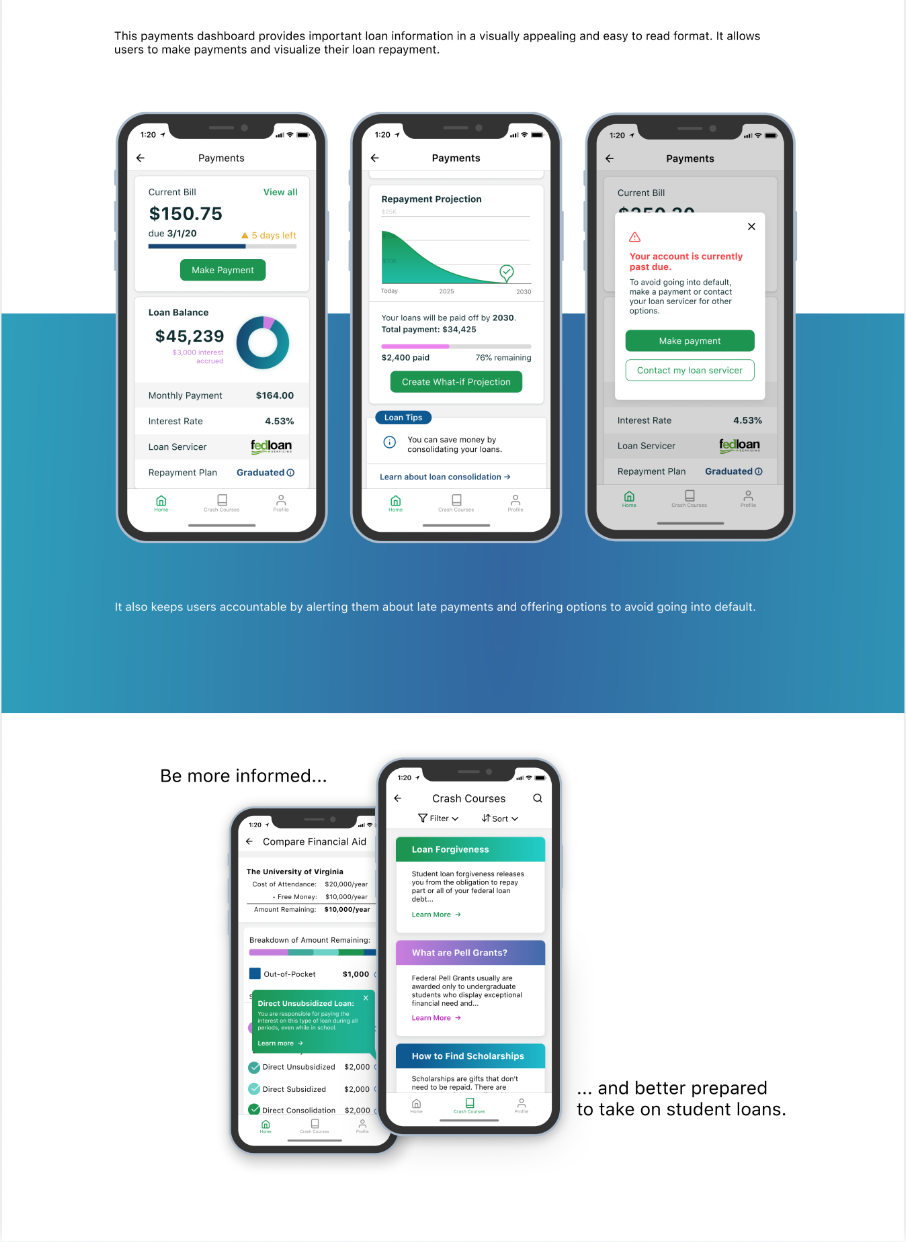 This payments dashboard provides important loan information in a visually appealing and easy to read format. It allows
users to make payments and visualize their loan repayment.
1:20
Payments
Current Bill View all
$150.75
due 3/1/20 5 days left
Make Payment
Loan Balance
$45,239
$3,000 interest
accrued
Monthly Payment $164.00
Interest Rate 4.53%
Loan Servicer fedloan
Repayment Plan Graduated
Home Crash Courses Profile
1:20
Payments
Repayment Projection
$25K
Today 2025 2030
Your loans will be paid off by 2030.
Total payment: $34,425
$2,400 paid 76% remaining
Create What-if Projection
Loan Tips
You can save money by
consolidating your loans.
Learn about loan consolidation →
Home Crash Courses Profile
1:20
Payments
Current Bill
Your account is currently
past due.
To avoid going into default,
make a payment or contact
your loan servicer for other
options.
Make payment
Contact my loan servicer
Interest Rate 4.53%
Loan Servicer fedloan
Repayment Plan Graduated
Home Crash Courses Profile
It also keeps users accountable by alerting them about late payments and offering options to avoid going into default.
Be more informed...
1:20
Compare Financial Aid
The University of Virginia
Cost of Attendance: $20,000/year
- Free Money: $10,000/year
Amount Remaining: $10,000/year
Breakdown of Amount Remaining:
Out-of-Pocket $1,000
Direct Unsubsidized Loan: X
You are responsible for paying the
interest on this type of loan during all
periods, even while in school.
Learn more →
Direct Unsubsidized $2,000
Direct Subsidized $2,000
Direct Consolidation $2,000
Home Crash Courses Profile
1:20
Crash Courses
Filter Sort
Loan Forgiveness
Student loan forgiveness releases
you from the obligation to repay
part or all of your federal loan
debt...
Learn More →
What are Pell Grants?
Federal Pell Grants usually are
awarded only to undergraduate
students who display exceptional
financial need and...
Learn More →
How to Find Scholarships
Scholarships are gifts that don't
need to be repaid. There are
Home Crash Courses Profile
... and better prepared
to take on student loans.